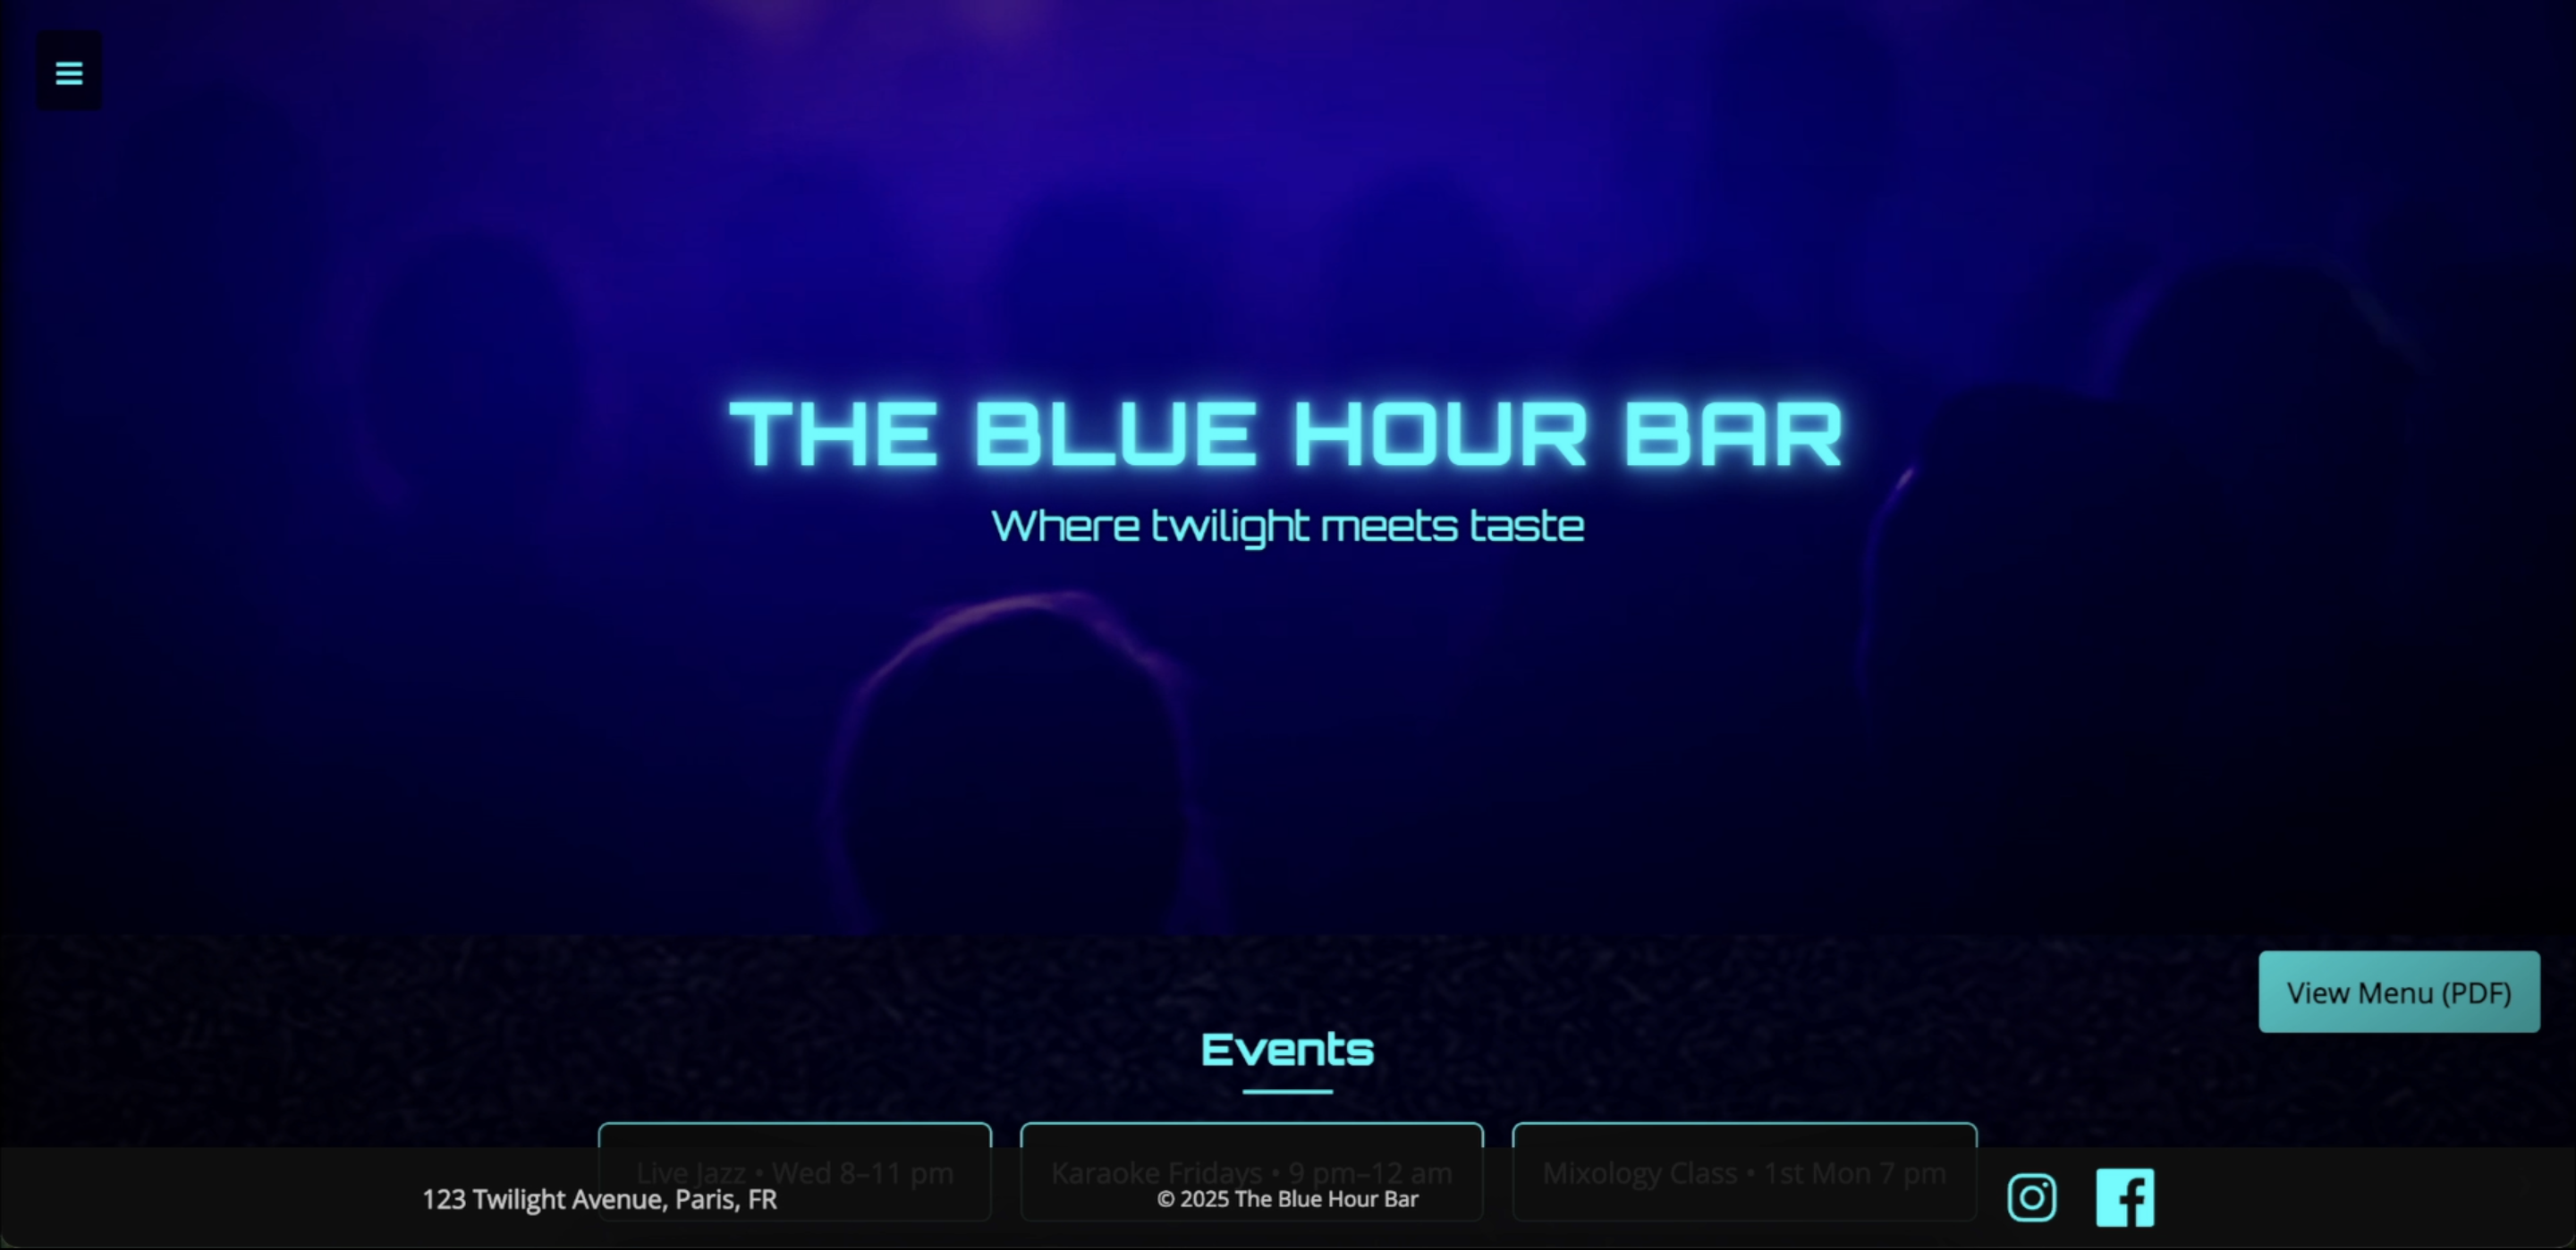 THE BLUE HOUR BAR
Where twilight meets taste
View Menu (PDF)
Events
Live Jazz • Wed 8–11 pm
Karaoke Fridays • 9 pm–12 am
Mixology Class • 1st Mon 7 pm
123 Twilight Avenue, Paris, FR
© 2025 The Blue Hour Bar